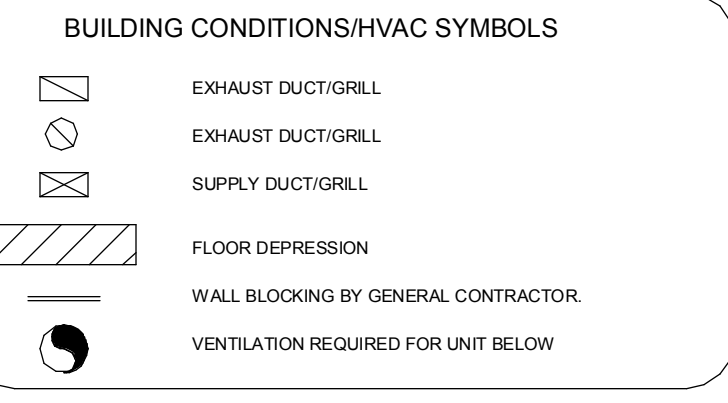 BUILDING CONDITIONS/HVAC SYMBOLS
EXHAUST DUCT/GRILL
EXHAUST DUCT/GRILL
SUPPLY DUCT/GRILL
FLOOR DEPRESSION
WALL BLOCKING BY GENERAL CONTRACTOR.
VENTILATION REQUIRED FOR UNIT BELOW